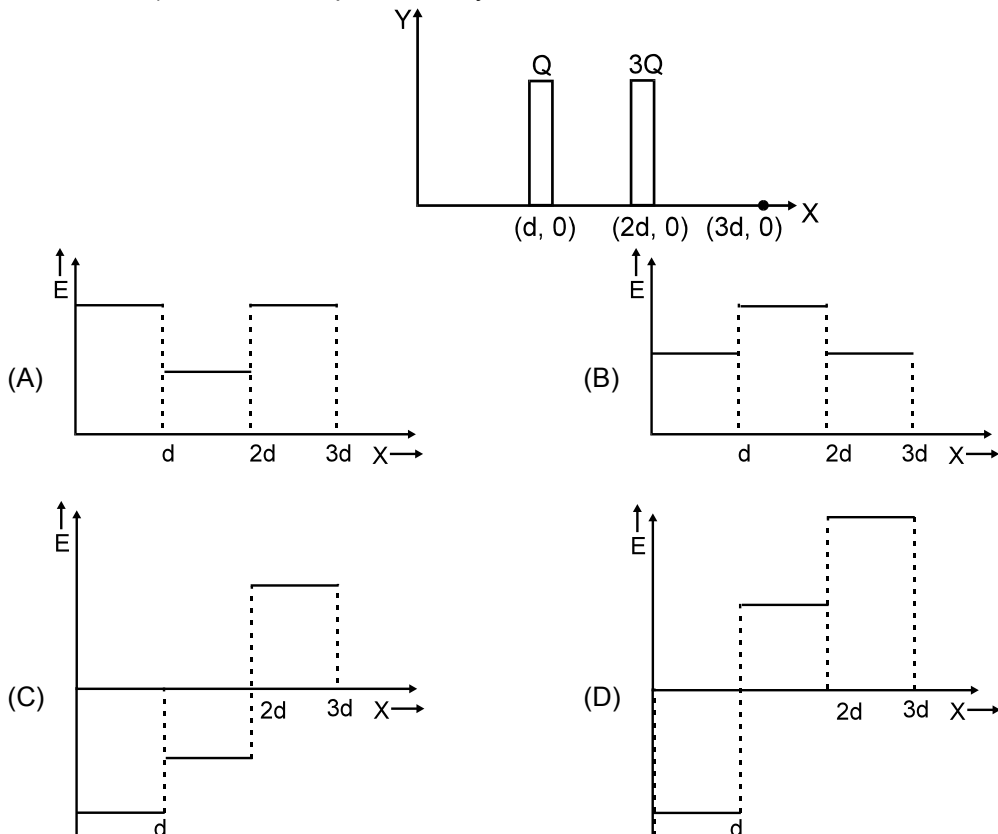 Y
Q 3Q
X
(d, 0) (2d, 0) (3d, 0)
E
(A)
d 2d 3d X
E
(B)
d 2d 3d X
E
(C)
2d 3d X
d
E
(D)
2d 3d X
d